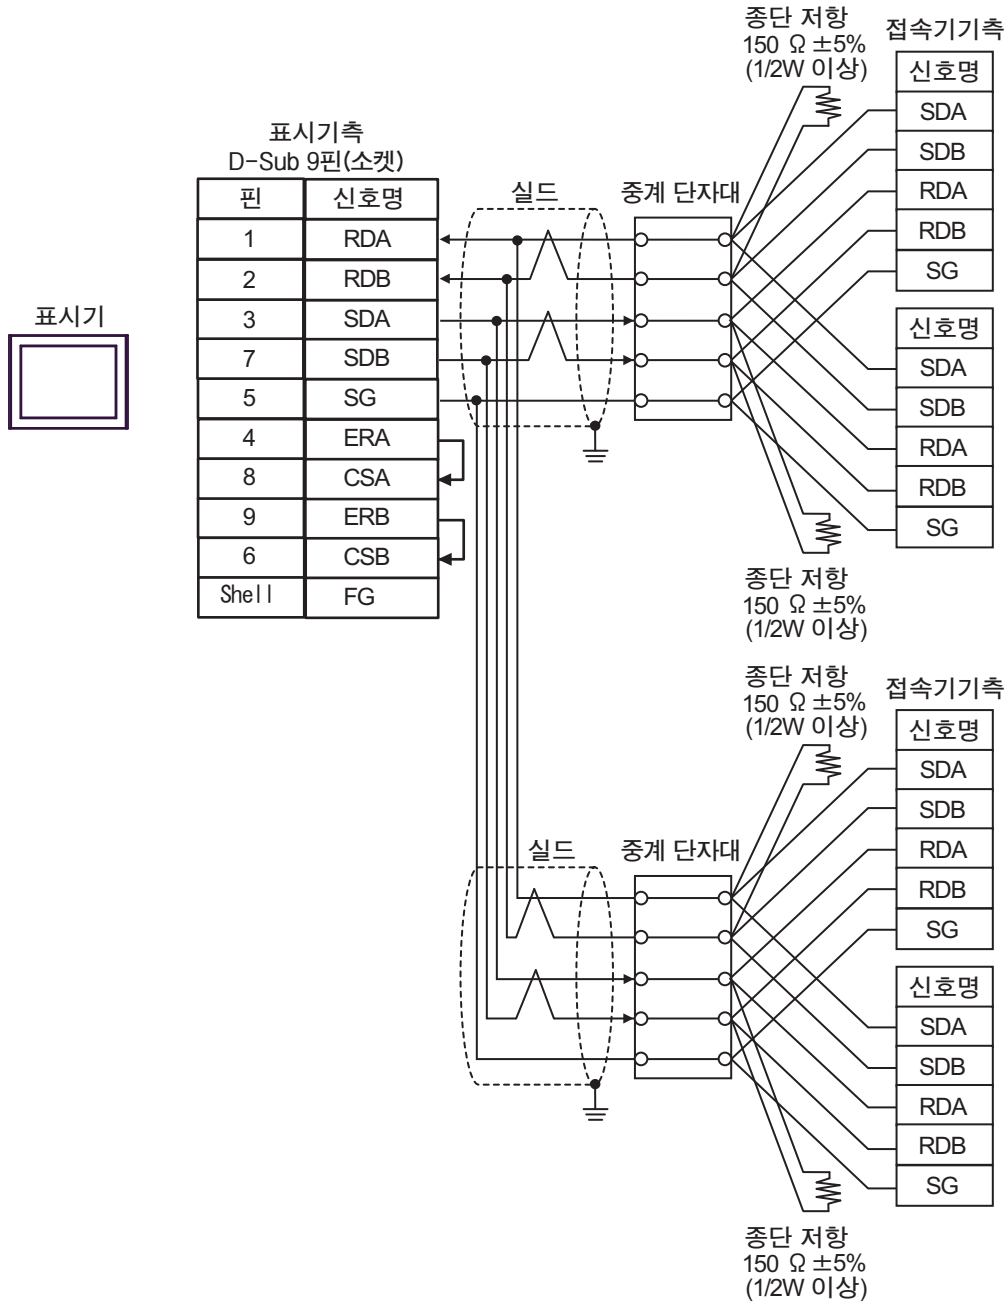 표시기
표시기측
D-Sub 9핀(소켓)
핀 신호명
1 RDA
2 RDB
3 SDA
7 SDB
5 SG
4 ERA
8 CSA
9 ERB
6 CSB
Shell FG
실드
중계 단자대
종단 저항
150 Ω ±5%
(1/2W 이상)
접속기기측
신호명
SDA
SDB
RDA
RDB
SG
신호명
SDA
SDB
RDA
RDB
SG
종단 저항
150 Ω ±5%
(1/2W 이상)
실드
중계 단자대
종단 저항
150 Ω ±5%
(1/2W 이상)
접속기기측
신호명
SDA
SDB
RDA
RDB
SG
신호명
SDA
SDB
RDA
RDB
SG
종단 저항
150 Ω ±5%
(1/2W 이상)